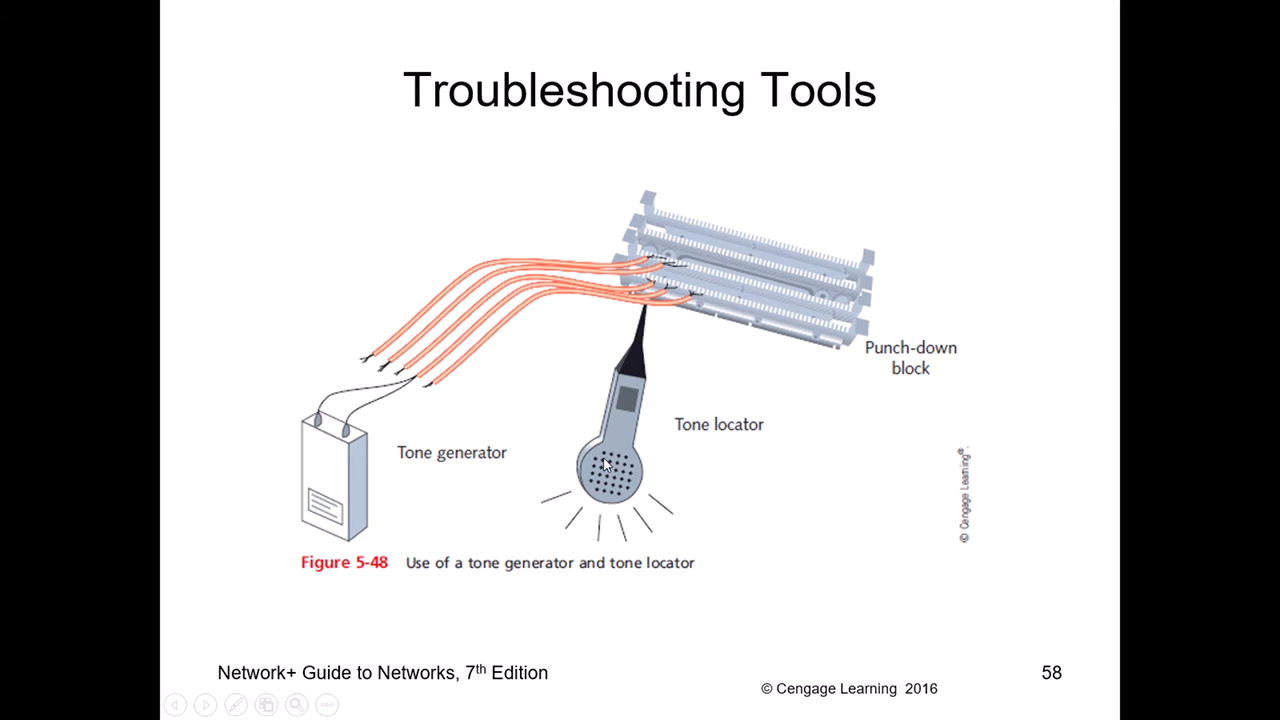 Troubleshooting Tools
Punch-down
block
Tone locator
Tone generator
© Cengage Learning®.
Figure 5-48 Use of a tone generator and tone locator
Network+ Guide to Networks, 7th Edition
58
© Cengage Learning 2016